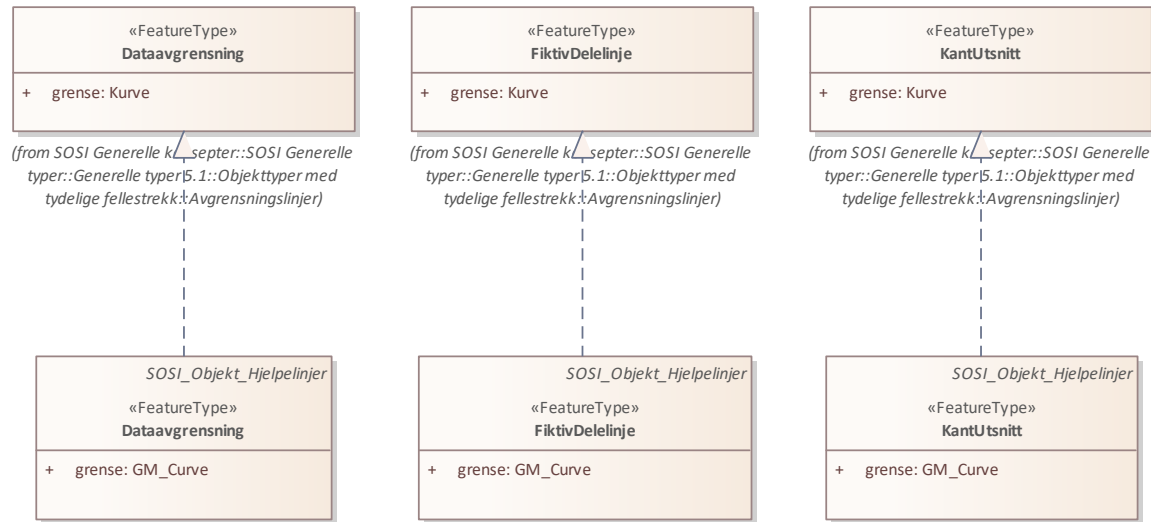 «FeatureType»
Dataavgrensning
+ grense: Kurve
(from SOSI Generelle k septer::SOSI Generelle
typer::Generelle typer 5.1::Objekttyper med
tydelige fellestrekk::Avgrensningslinjer)
«FeatureType»
FiktivDelelinje
+ grense: Kurve
(from SOSI Generelle k septer::SOSI Generelle
typer::Generelle typer 5.1::Objekttyper med
tydelige fellestrekk::Avgrensningslinjer)
«FeatureType»
KantUtsnitt
+ grense: Kurve
(from SOSI Generelle k septer::SOSI Generelle
typer::Generelle typer 5.1::Objekttyper med
tydelige fellestrekk::Avgrensningslinjer)
SOSI_Objekt_Hjelpelinjer
«FeatureType»
Dataavgrensning
+ grense: GM_Curve
SOSI_Objekt_Hjelpelinjer
«FeatureType»
FiktivDelelinje
+ grense: GM_Curve
SOSI_Objekt_Hjelpelinjer
«FeatureType»
KantUtsnitt
+ grense: GM_Curve